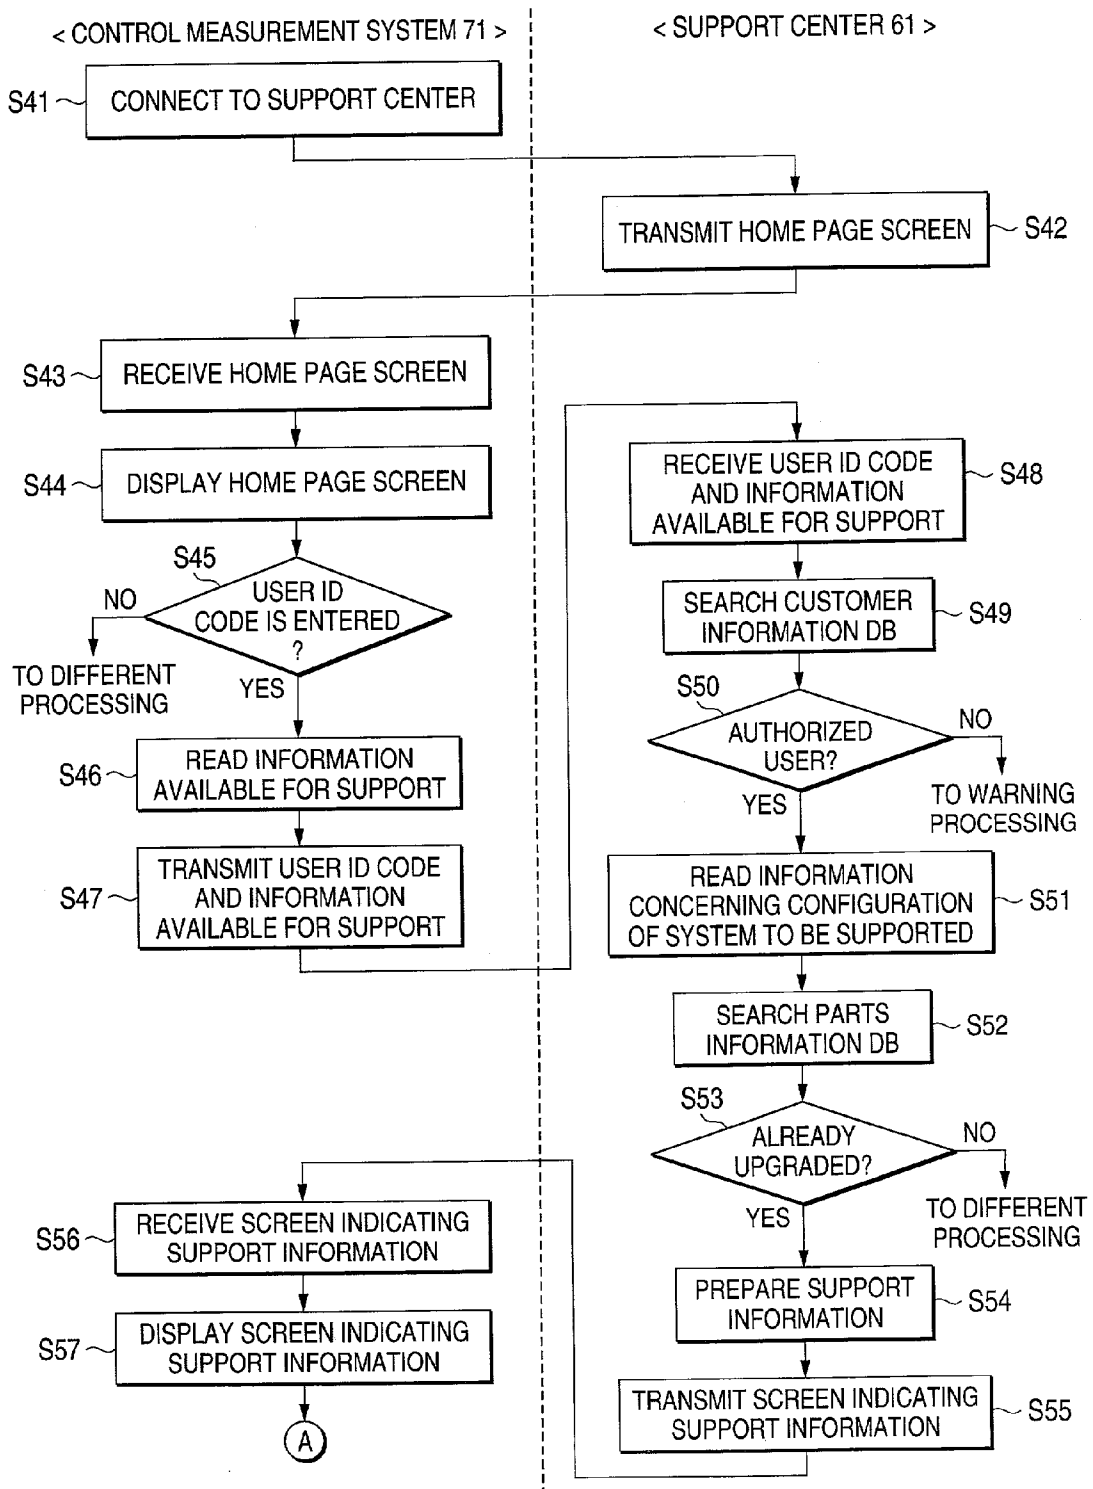 < CONTROL MEASUREMENT SYSTEM 71 >
< SUPPORT CENTER 61 >
S41
CONNECT TO SUPPORT CENTER
TRANSMIT HOME PAGE SCREEN
S42
S43
RECEIVE HOME PAGE SCREEN
S44
DISPLAY HOME PAGE SCREEN
S45
USER ID
CODE IS ENTERED
?
NO
TO DIFFERENT
PROCESSING
YES
S46
READ INFORMATION
AVAILABLE FOR SUPPORT
S47
TRANSMIT USER ID CODE
AND INFORMATION
AVAILABLE FOR SUPPORT
RECEIVE USER ID CODE
AND INFORMATION
AVAILABLE FOR SUPPORT
S48
SEARCH CUSTOMER
INFORMATION DB
S49
S50
AUTHORIZED
USER?
NO
TO WARNING
PROCESSING
YES
READ INFORMATION
CONCERNING CONFIGURATION
OF SYSTEM TO BE SUPPORTED
S51
SEARCH PARTS
INFORMATION DB
S52
S53
ALREADY
UPGRADED?
NO
TO DIFFERENT
PROCESSING
YES
PREPARE SUPPORT
INFORMATION
S54
TRANSMIT SCREEN INDICATING
SUPPORT INFORMATION
S55
S56
RECEIVE SCREEN INDICATING
SUPPORT INFORMATION
S57
DISPLAY SCREEN INDICATING
SUPPORT INFORMATION
A